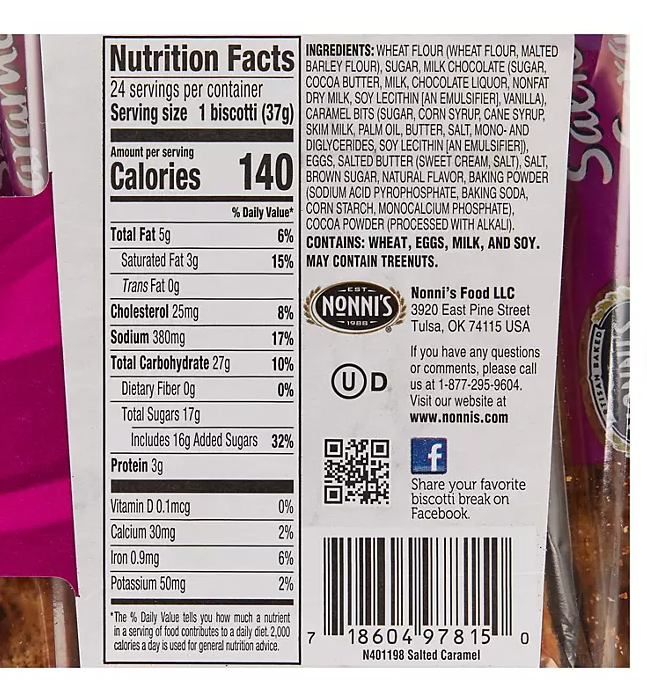 Nutrition Facts
24 servings per container
Serving size 1 biscotti (37g)
Amount per serving
Calories 140
% Daily Value*
Total Fat 5g 6%
Saturated Fat 3g 15%
Trans Fat 0g
Cholesterol 25mg 8%
Sodium 380mg 17%
Total Carbohydrate 27g 10%
Dietary Fiber 0g 0%
Total Sugars 17g
Includes 16g Added Sugars 32%
Protein 3g
Vitamin D 0.1mcg 0%
Calcium 30mg 2%
Iron 0.9mg 6%
Potassium 50mg 2%
*The % Daily Value tells you how much a nutrient
in a serving of food contributes to a daily diet. 2,000
calories a day is used for general nutrition advice.
INGREDIENTS: WHEAT FLOUR (WHEAT FLOUR, MALTED
BARLEY FLOUR), SUGAR, MILK CHOCOLATE (SUGAR,
COCOA BUTTER, MILK, CHOCOLATE LIQUOR, NONFAT
DRY MILK, SOY LECITHIN [AN EMULSIFIER], VANILLA),
CARAMEL BITS (SUGAR, CORN SYRUP, CANE SYRUP,
SKIM MILK, PALM OIL, BUTTER, SALT, MONO- AND
DIGLYCERIDES, SOY LECITHIN [AN EMULSIFIER]),
EGGS, SALTED BUTTER (SWEET CREAM, SALT), SALT,
BROWN SUGAR, NATURAL FLAVOR, BAKING POWDER
(SODIUM ACID PYROPHOSPHATE, BAKING SODA,
CORN STARCH, MONOCALCIUM PHOSPHATE),
COCOA POWDER (PROCESSED WITH ALKALI).
CONTAINS: WHEAT, EGGS, MILK, AND SOY.
MAY CONTAIN TREENUTS.
EST
NONNI'S
1988
Nonni's Food LLC
3920 East Pine Street
Tulsa, OK 74115 USA
U D
If you have any questions
or comments, please call
us at 1-877-295-9604.
Visit our website at
www.nonnis.com
f
Share your favorite
biscotti break on
Facebook.
7 18604 97815 0
N401198 Salted Caramel